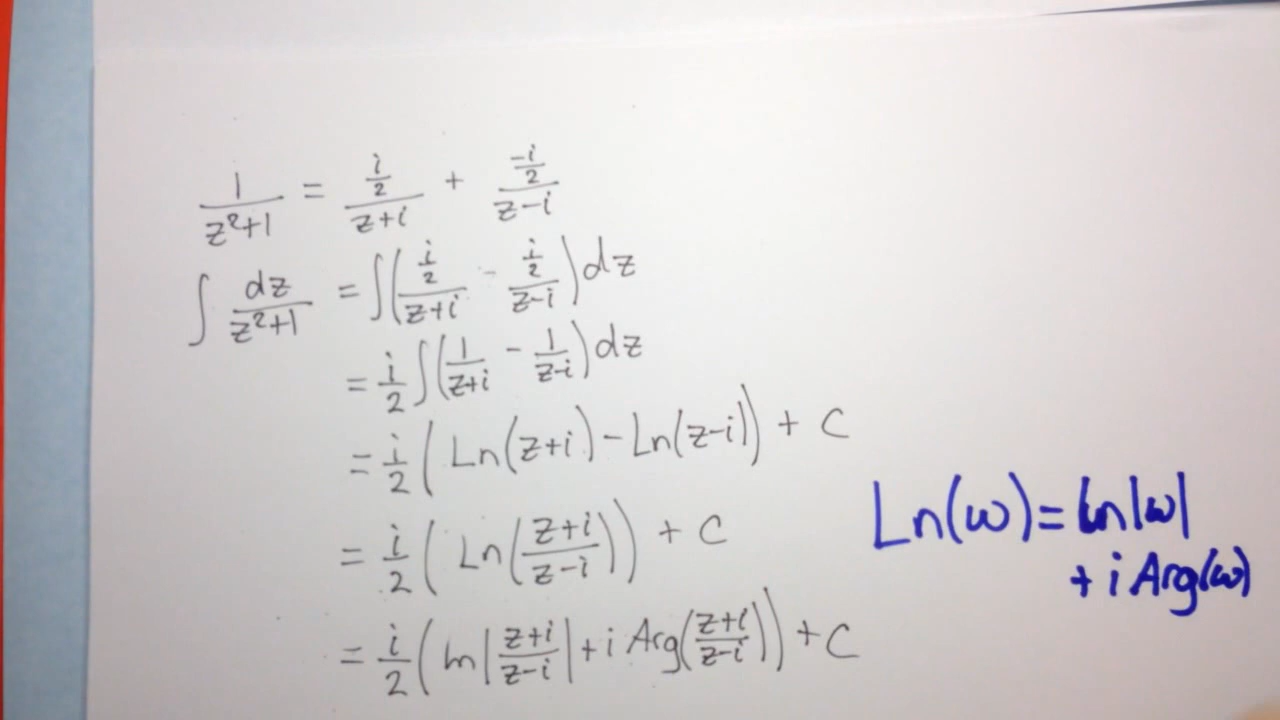 1/(z²+1) = (i/2)/(z+i) + (-i/2)/(z-i)
∫ dz/(z²+1) = ∫((i/2)/(z+i) - (i/2)/(z-i))dz
= i/2 ∫(1/(z+i) - 1/(z-i))dz
= i/2 (Ln(z+i) - Ln(z-i)) + C
= i/2 (Ln((z+i)/(z-i))) + C
= i/2 (ln|(z+i)/(z-i)| + i Arg((z+i)/(z-i))) + C
Ln(ω) = ln|ω|
+ i Arg(ω)